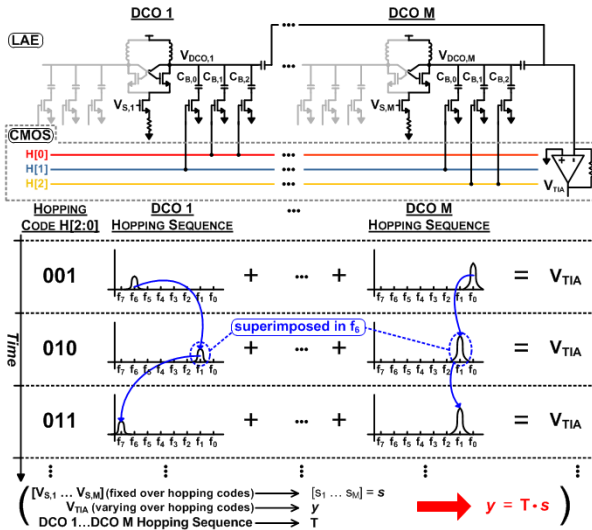 DCO 1
DCO M
LAE
V_DCO,1
V_DCO,M
C_B,0 C_B,1 C_B,2
C_B,0 C_B,1 C_B,2
V_S,1
V_S,M
CMOS
H[0]
H[1]
H[2]
V_TIA
HOPPING CODE H[2:0]
DCO 1 HOPPING SEQUENCE
DCO M HOPPING SEQUENCE
Time
001
f7 f6 f5 f4 f3 f2 f1 f0
+ ... +
f7 f6 f5 f4 f3 f2 f1 f0
= V_TIA
superimposed in f6
010
f7 f6 f5 f4 f3 f2 f1 f0
+ ... +
f7 f6 f5 f4 f3 f2 f1 f0
= V_TIA
011
f7 f6 f5 f4 f3 f2 f1 f0
+ ... +
f7 f6 f5 f4 f3 f2 f1 f0
= V_TIA
[V_S,1 ... V_S,M] (fixed over hopping codes) → [s1 ... sM] = s
V_TIA (varying over hopping codes) → y
DCO 1...DCO M Hopping Sequence → T
y = T·s